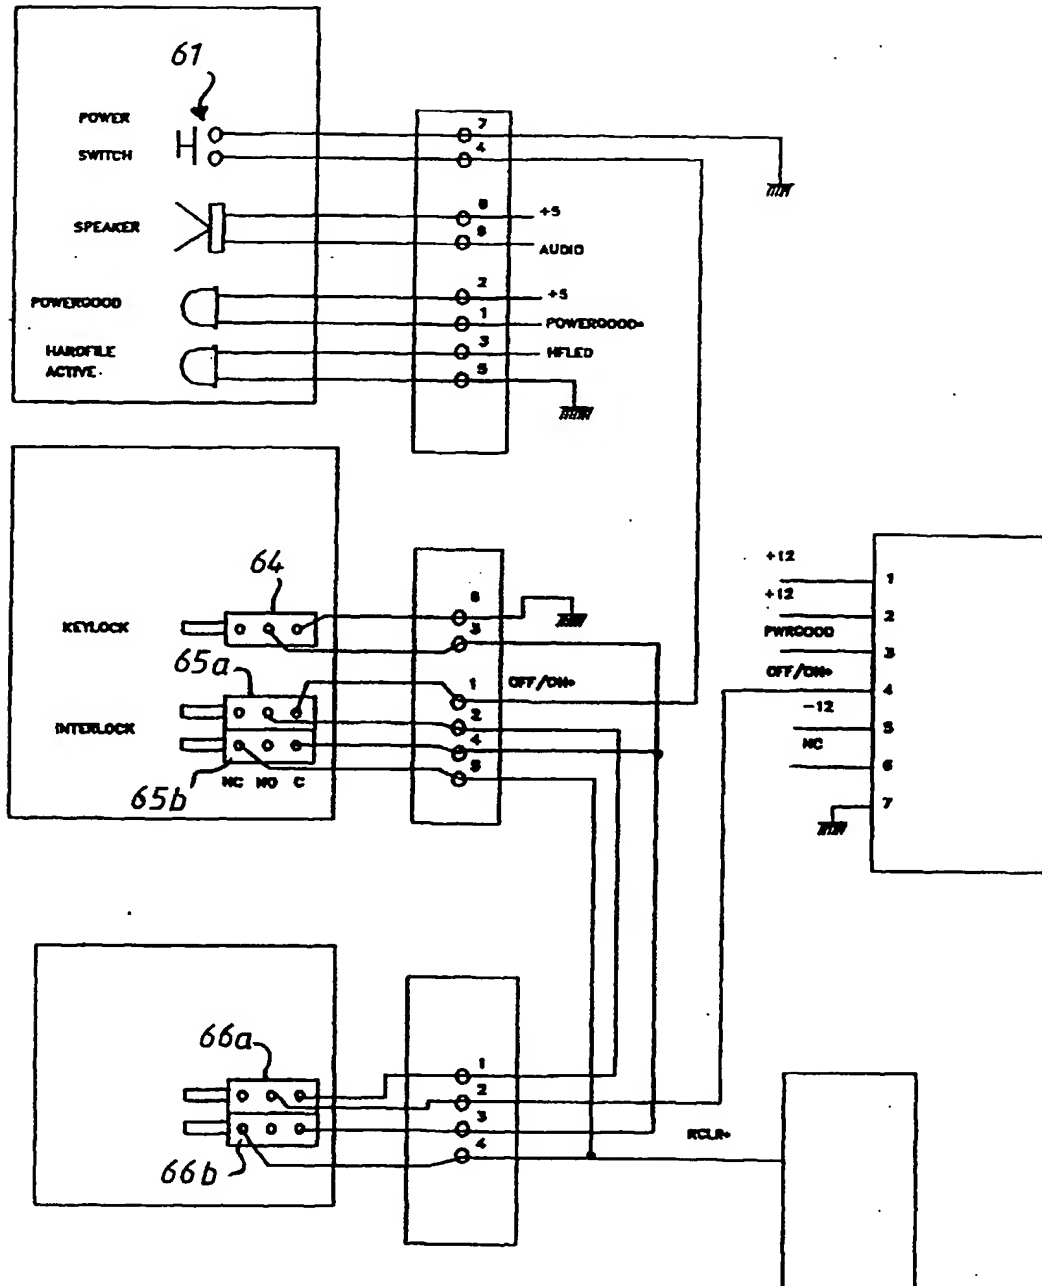 61
POWER
SWITCH
7
4
SPEAKER
+5
AUDIO
POWERGOOD
2
+5
1
POWERGOOD*
HARDFILE
ACTIVE
3
HFLED
5
64
KEYLOCK
3
65a
1
OFF/ON*
2
INTERLOCK
4
5
65b
NC NO C
+12
1
+12
2
PWRGOOD
3
OFF/ON*
4
-12
5
NC
6
7
66a
1
2
3
4
66b
RCLR*